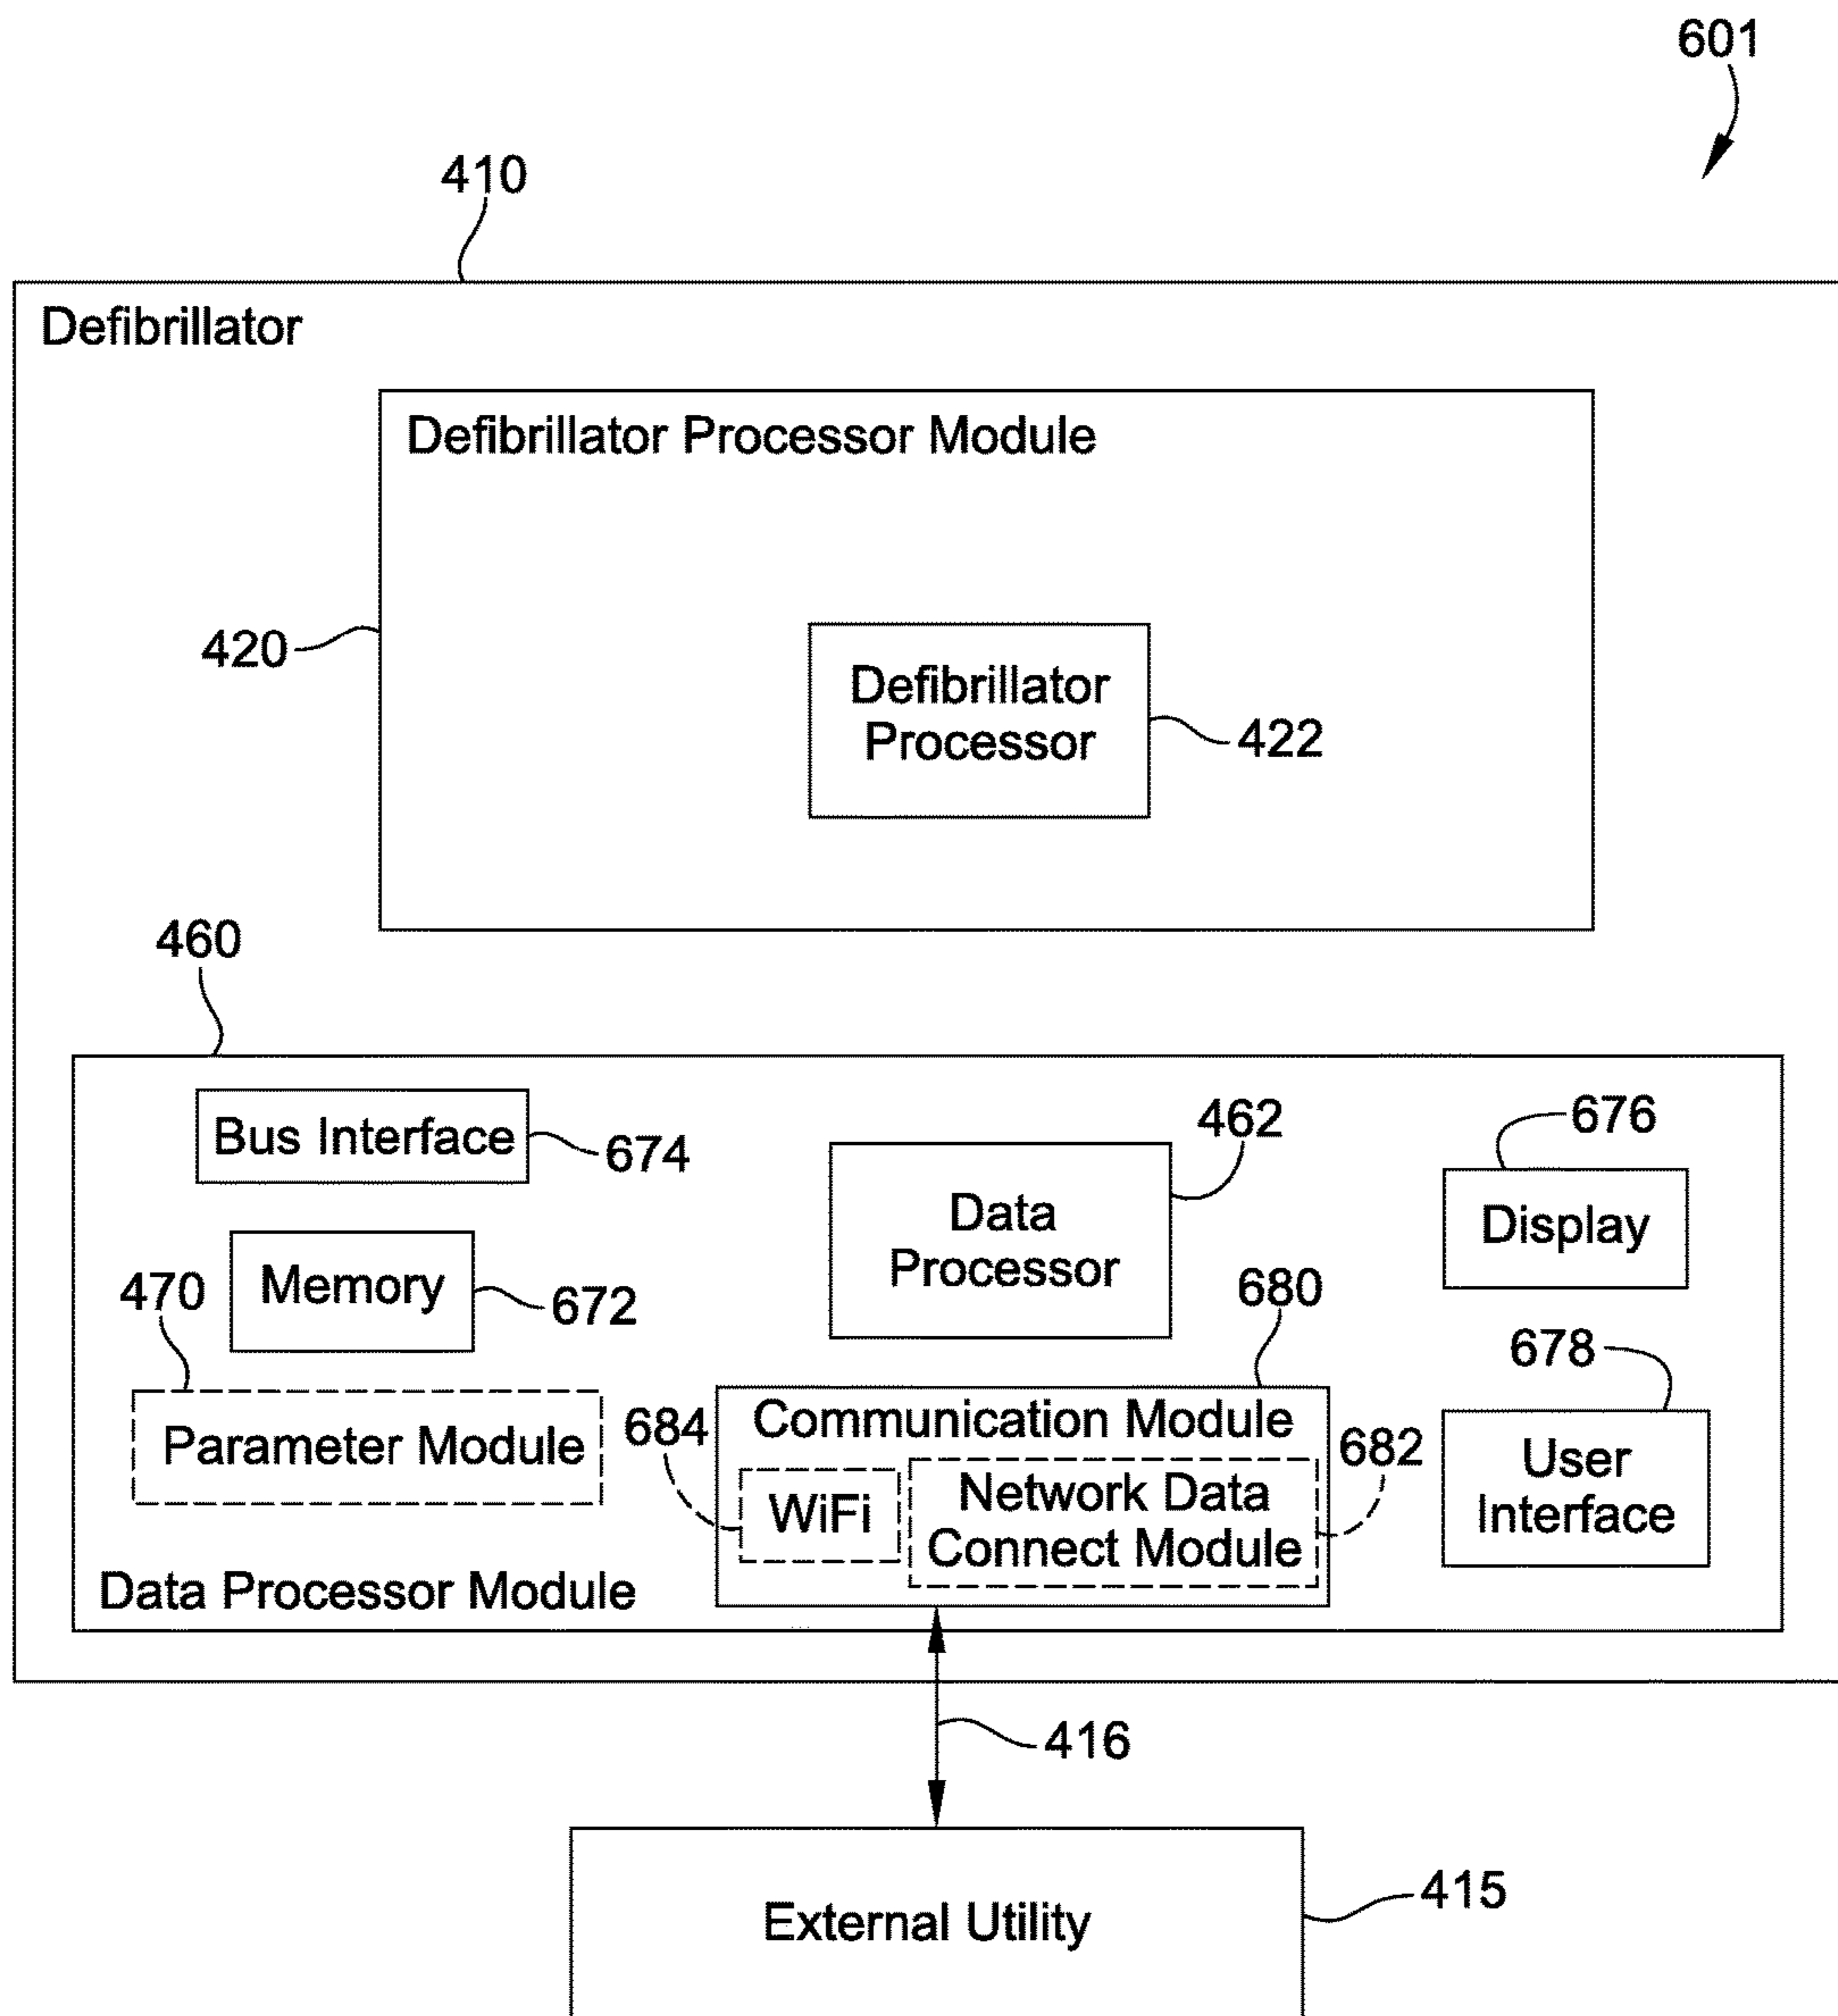 601
410
Defibrillator
Defibrillator Processor Module
420
Defibrillator
Processor
422
460
Bus Interface
674
462
676
Data
Processor
Display
Memory
672
470
680
678
Parameter Module
684
Communication Module
682
WiFi
Network Data
Connect Module
User
Interface
Data Processor Module
416
External Utility
415